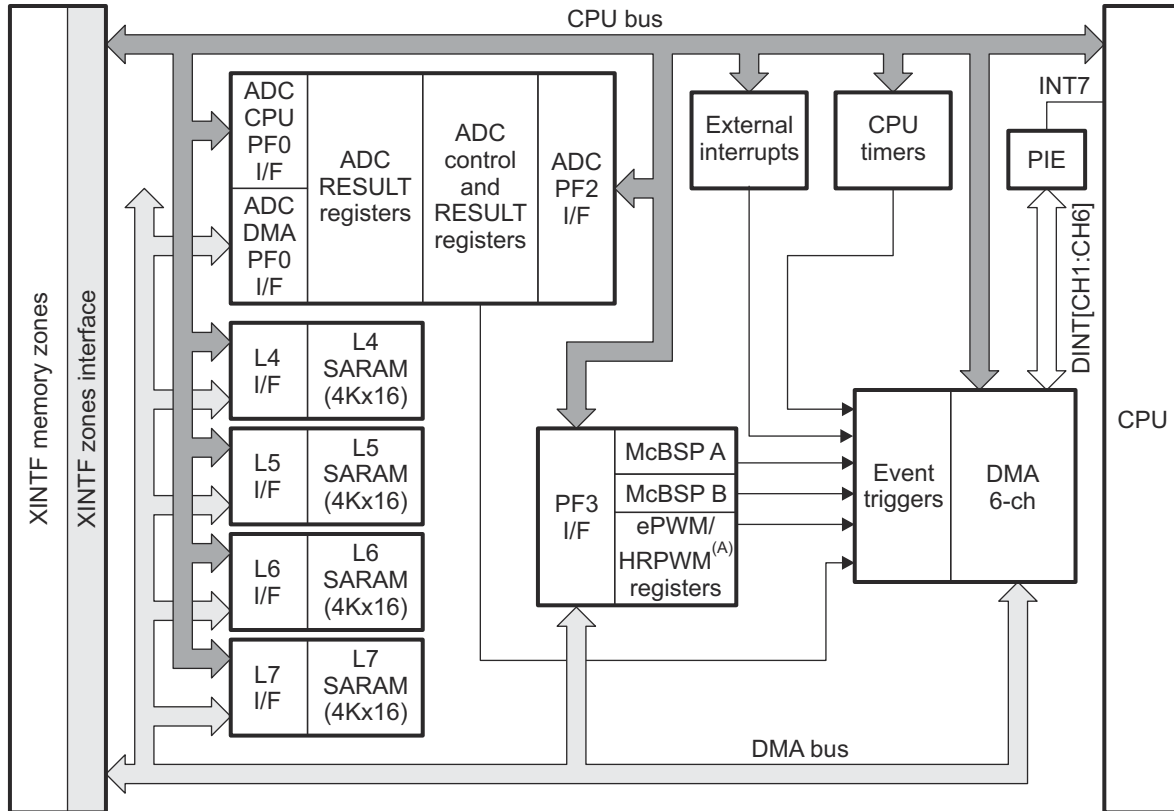 CPU bus
XINTF memory zones
XINTF zones interface
ADC
CPU
PF0
I/F
ADC
DMA
PF0
I/F
ADC
RESULT
registers
ADC
control
and
RESULT
registers
ADC
PF2
I/F
External
interrupts
CPU
timers
INT7
PIE
DINT[CH1:CH6]
CPU
L4
I/F
L4
SARAM
(4Kx16)
L5
I/F
L5
SARAM
(4Kx16)
L6
I/F
L6
SARAM
(4Kx16)
L7
I/F
L7
SARAM
(4Kx16)
PF3
I/F
McBSP A
McBSP B
ePWM/
HRPWM(A)
registers
Event
triggers
DMA
6-ch
DMA bus